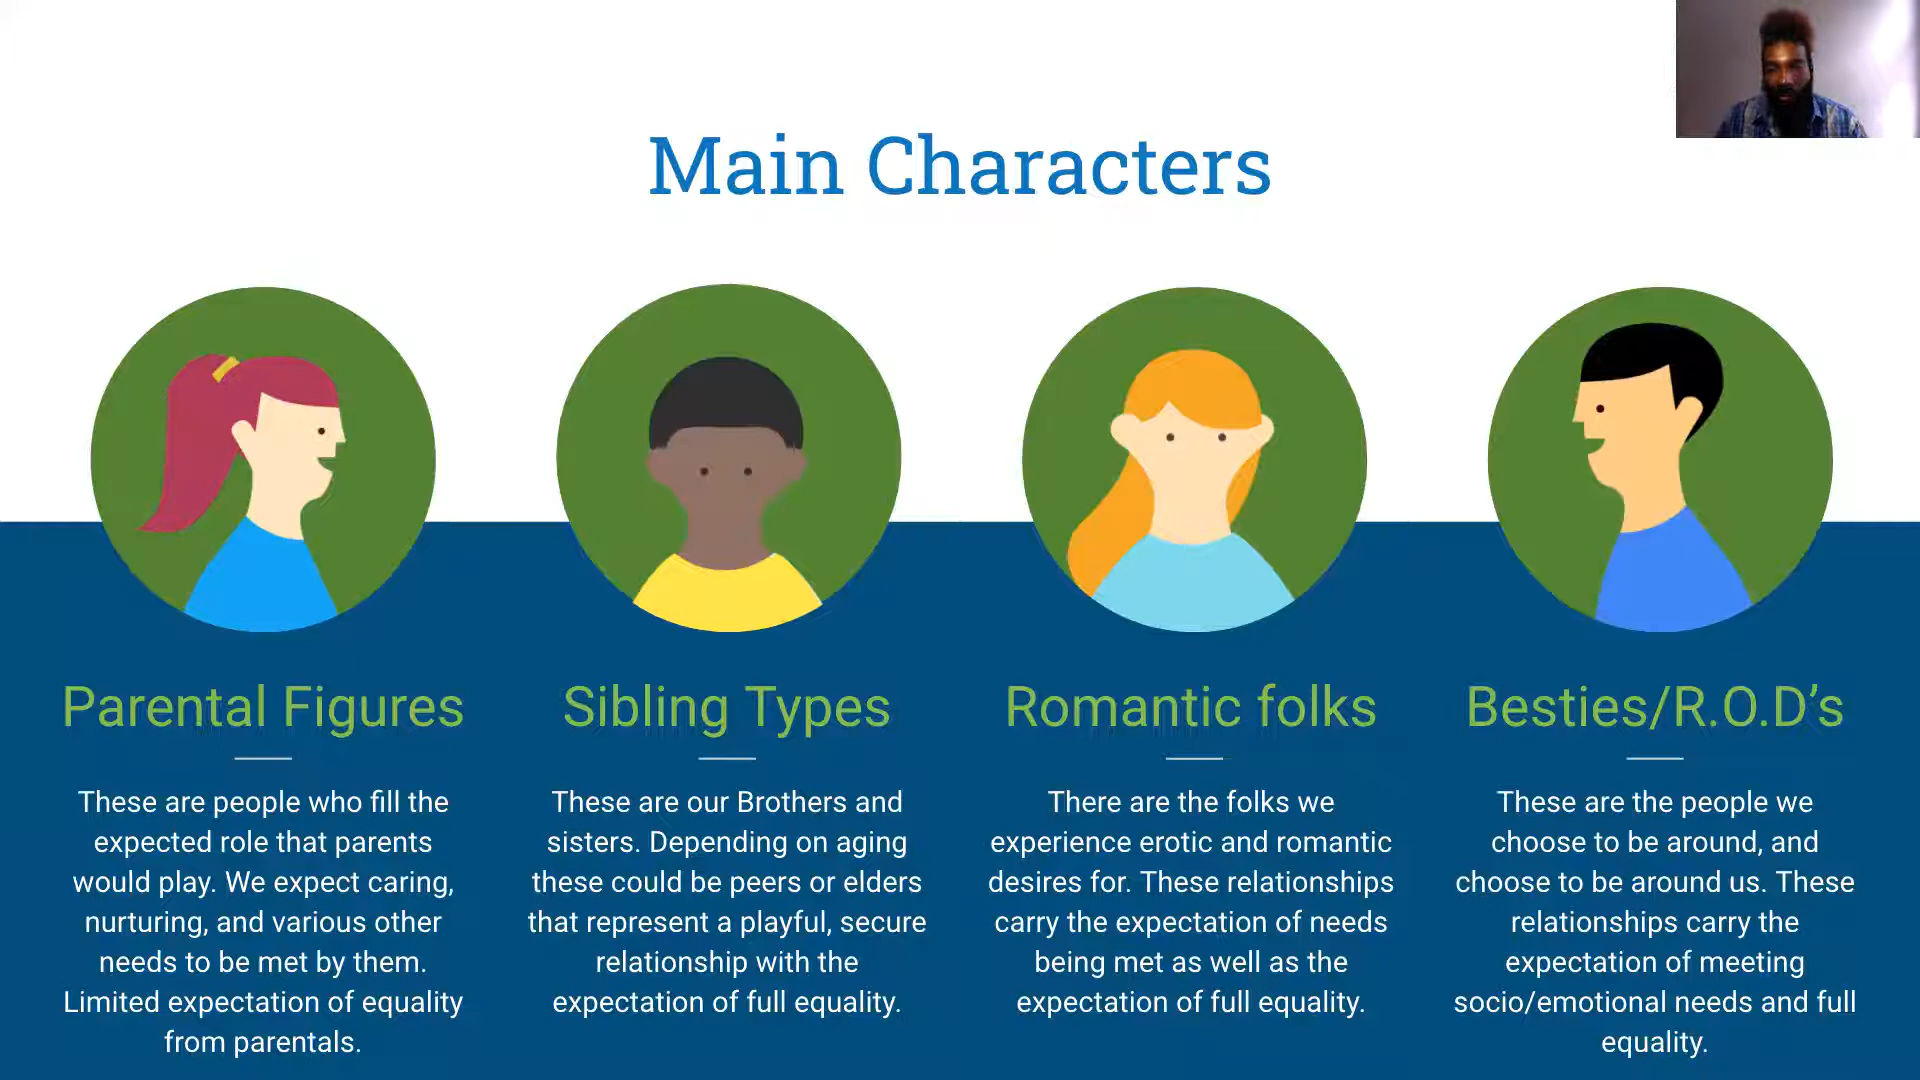 Main Characters
Parental Figures
These are people who fill the
expected role that parents
would play. We expect caring,
nurturing, and various other
needs to be met by them.
Limited expectation of equality
from parentals.
Sibling Types
These are our Brothers and
sisters. Depending on aging
these could be peers or elders
that represent a playful, secure
relationship with the
expectation of full equality.
Romantic folks
There are the folks we
experience erotic and romantic
desires for. These relationships
carry the expectation of needs
being met as well as the
expectation of full equality.
Besties/R.O.D’s
These are the people we
choose to be around, and
choose to be around us. These
relationships carry the
expectation of meeting
socio/emotional needs and full
equality.